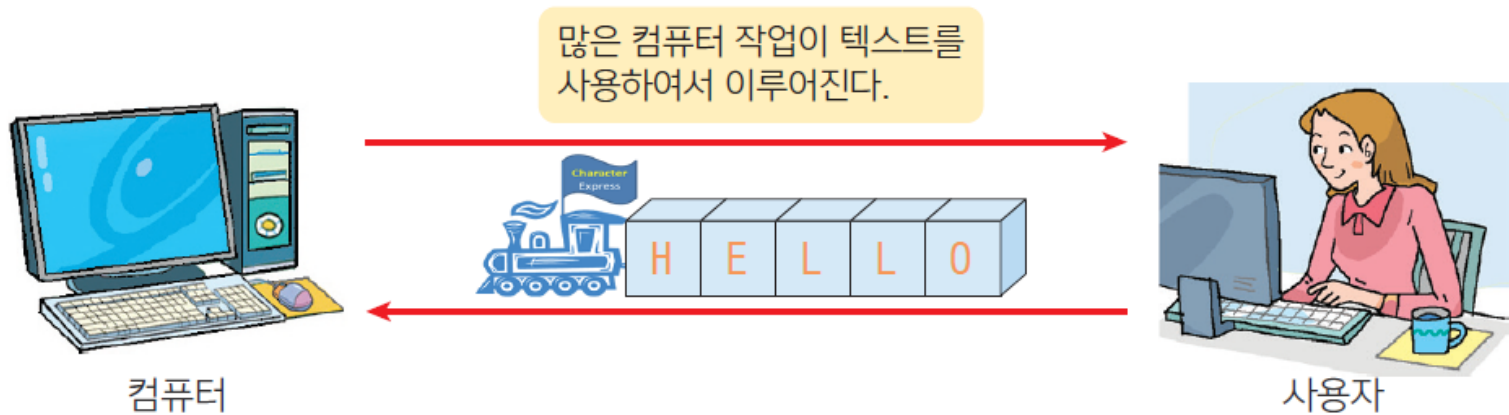 많은 컴퓨터 작업이 텍스트를
사용하여서 이루어진다.
Character
Express
H E L L O
컴퓨터
사용자